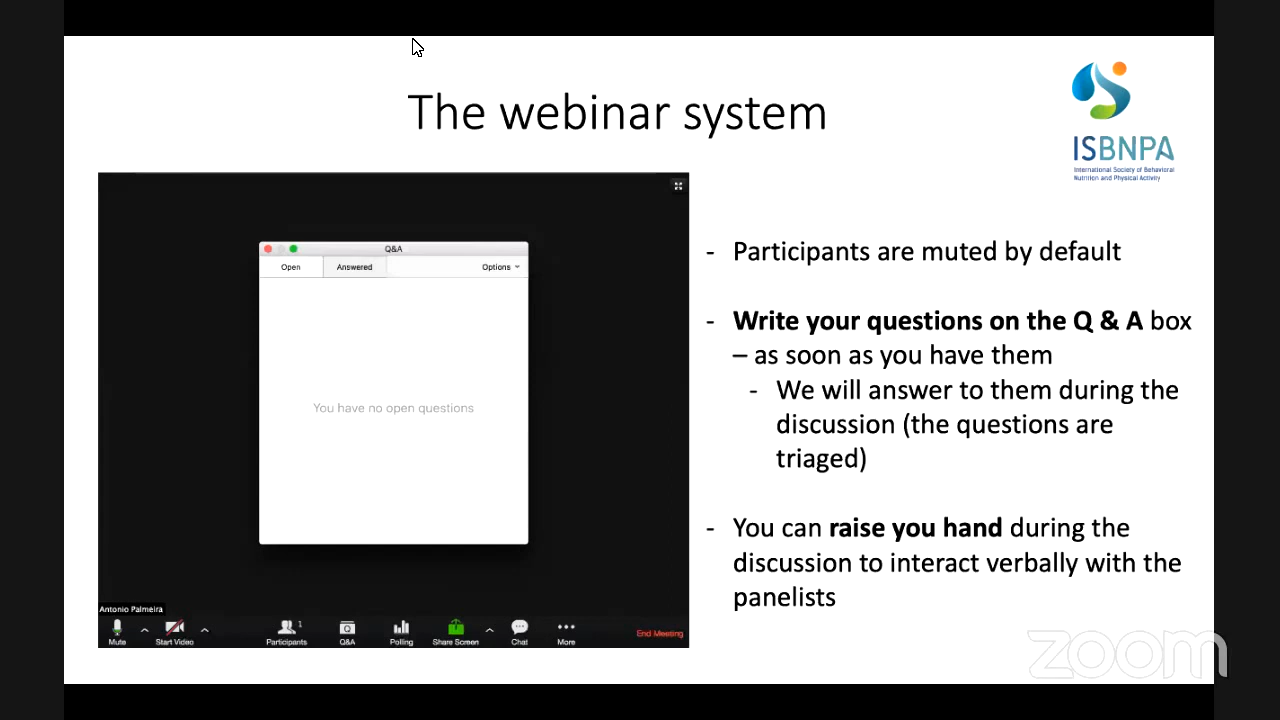 The webinar system
ISBNPA
International Society of Behavioral
Nutrition and Physical Activity
Q&A
Open
Answered
Options
You have no open questions
Antonio Palmeira
Mute
Start Video
1
Participants
Q&A
Polling
Share Screen
Chat
More
End Meeting
- Participants are muted by default
- Write your questions on the Q & A box
– as soon as you have them
- We will answer to them during the
discussion (the questions are
triaged)
- You can raise you hand during the
discussion to interact verbally with the
panelists
zoom